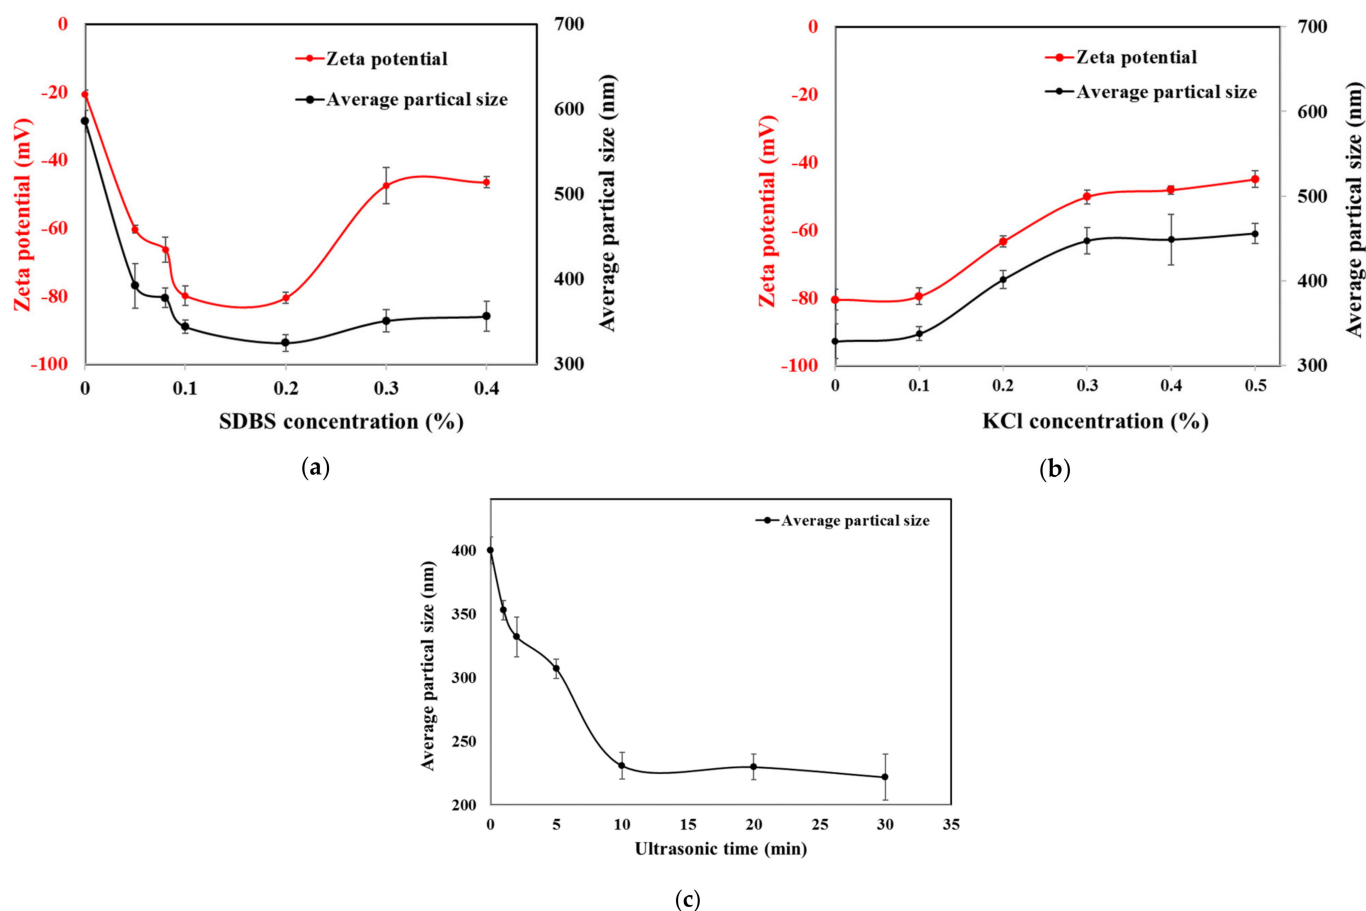 0
-20
-40
-60
-80
-100
Zeta potential (mV)
Zeta potential
Average partical size
700
600
500
400
300
Average partical size (nm)
0 0.1 0.2 0.3 0.4
SDBS concentration (%)
(a)
0
-20
-40
-60
-80
-100
Zeta potential (mV)
Zeta potential
Average partical size
700
600
500
400
300
Average partical size (nm)
0 0.1 0.2 0.3 0.4 0.5
KCl concentration (%)
(b)
400
350
300
250
200
Average partical size (nm)
Average partical size
0 5 10 15 20 25 30 35
Ultrasonic time (min)
(c)